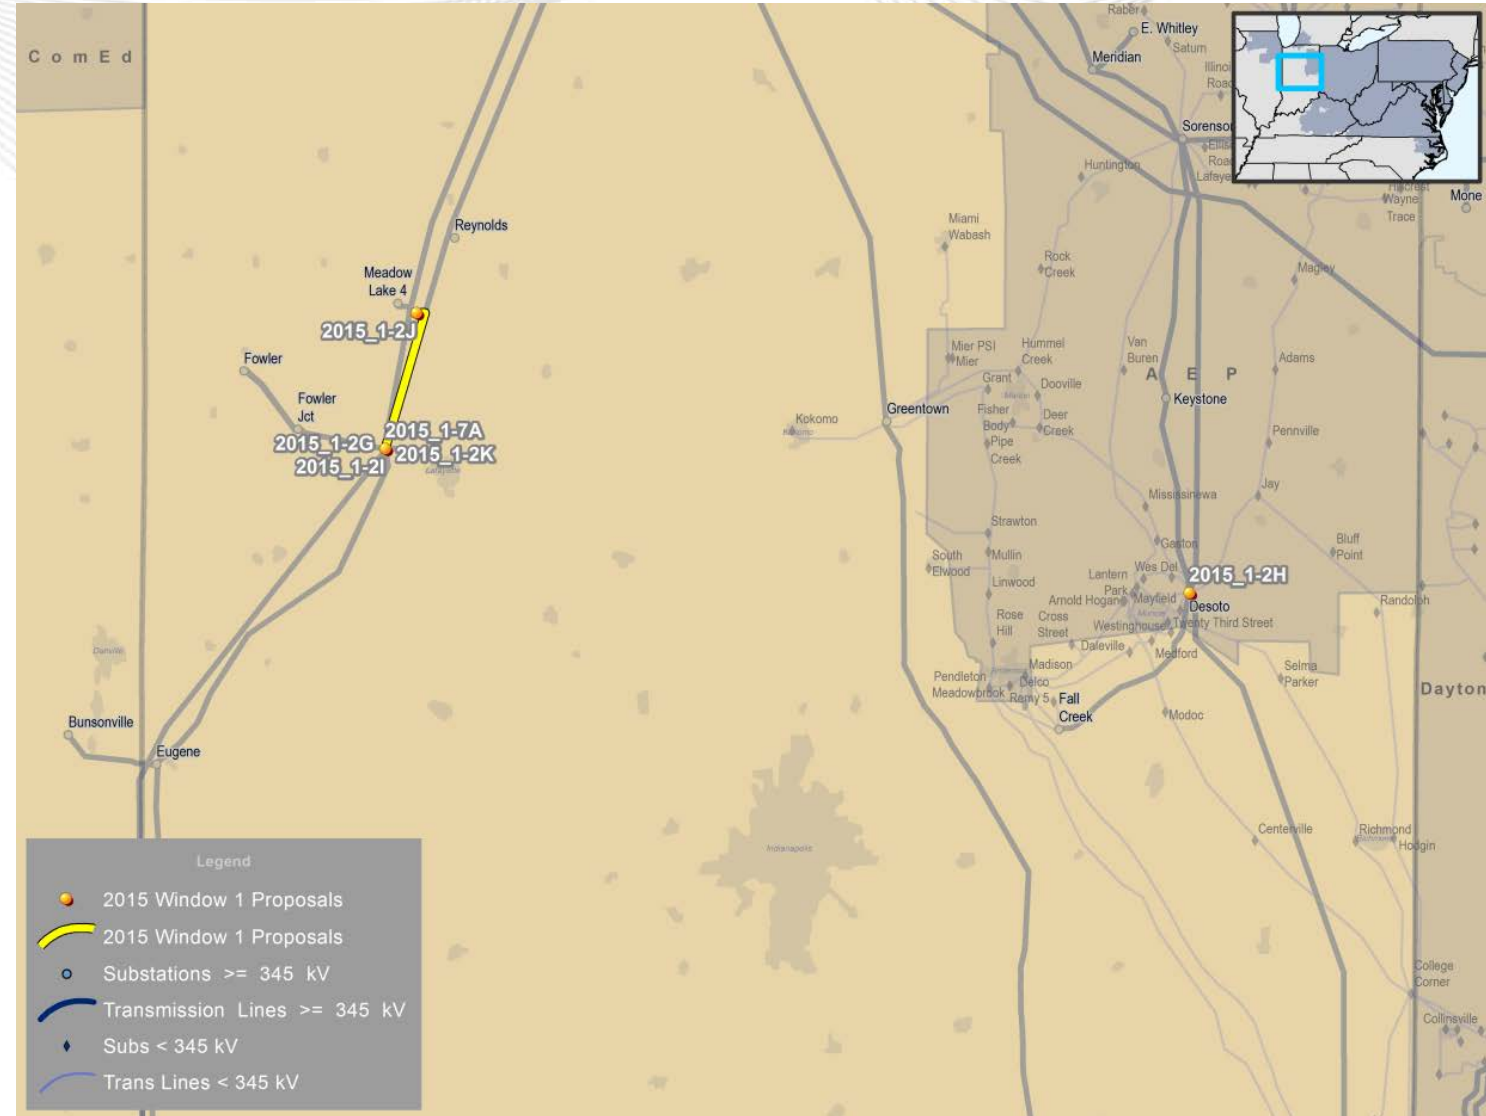 Raber
E. Whitley
Saturn
Meridian
ComEd
Sorenson
Huntington
Mone
Wayne
Trace
Miami
Wabash
Reynolds
Rock
Creek
Magley
Meadow
Lake 4
2015_1-2J
Mier PSI
Mier
Hummel
Creek
Van
Buren
Adams
Fowler
AEP
Grant
Dooville
Fowler
Jct
Greentown
Keystone
Fisher
Body
Deer
Creek
Kokomo
2015_1-7A
2015_1-2G
2015_1-2K
2015_1-2I
Lafayette
Pipe
Creek
Pennville
Jay
Mississinewa
Strawton
Gaston
Bluff
Point
South
Elwood
Mullin
Wes Del
Lantern
Park
2015_1-2H
Linwood
Arnold Hogan
Mayfield
Desoto
Randolph
Rose
Hill
Cross
Street
Westinghouse
Twenty Third Street
Daleville
Medford
Danville
Madison
Selma
Parker
Pendleton
Delco
Remy 5
Meadowbrook
Fall
Creek
Modoc
Dayton
Bunsonville
Eugene
Centerville
Richmond
Hodgin
Indianapolis
College
Corner
Collinsville
Legend
2015 Window 1 Proposals
2015 Window 1 Proposals
Substations >= 345 kV
Transmission Lines >= 345 kV
Subs < 345 kV
Trans Lines < 345 kV